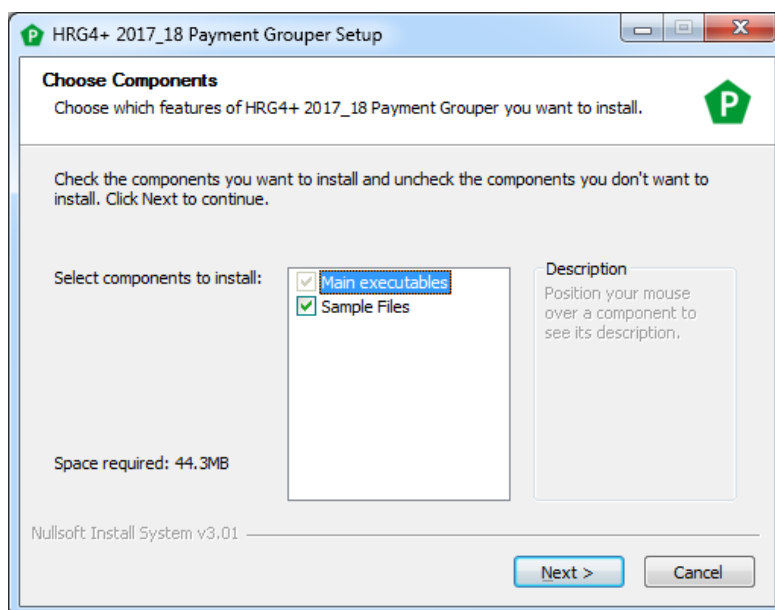 HRG4+ 2017_18 Payment Grouper Setup
Choose Components
Choose which features of HRG4+ 2017_18 Payment Grouper you want to install.
P
Check the components you want to install and uncheck the components you don't want to
install. Click Next to continue.
Select components to install:
Main executables
Sample Files
Description
Position your mouse
over a component to
see its description.
Space required: 44.3MB
Nullsoft Install System v3.01
Next >
Cancel